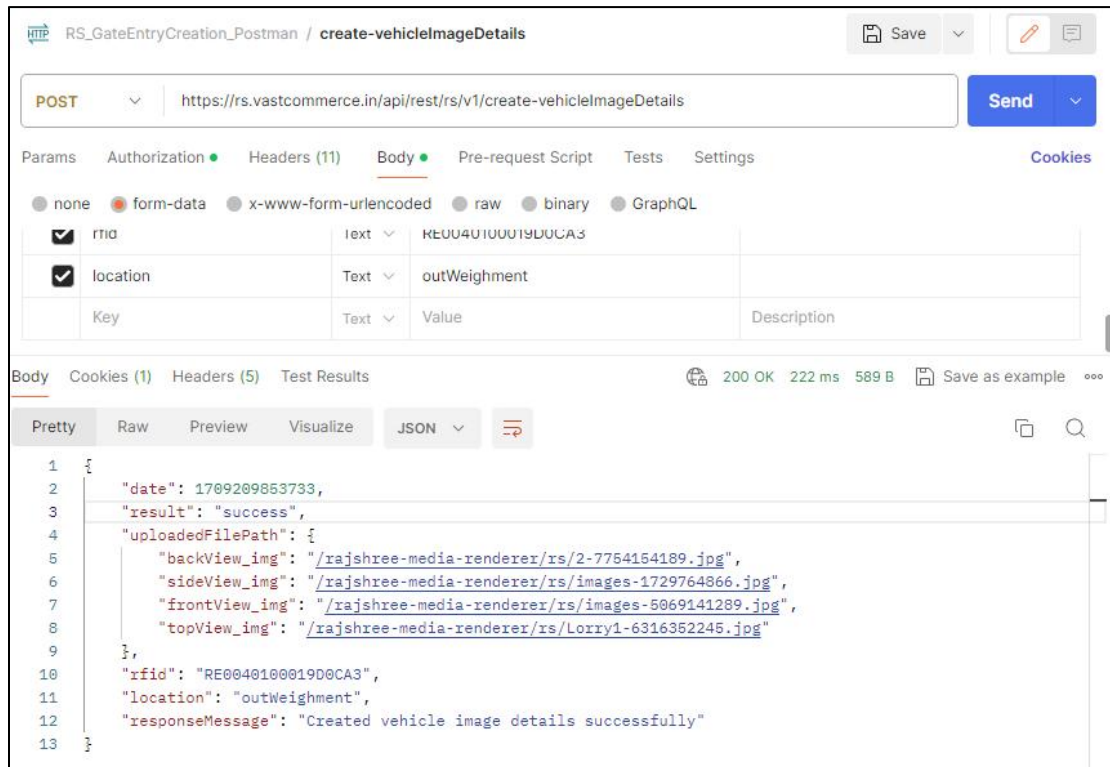 HTTP RS_GateEntryCreation_Postman / create-vehicleImageDetails Save
POST https://rs.vastcommerce.in/api/rest/rs/v1/create-vehicleImageDetails Send
Params Authorization Headers (11) Body Pre-request Script Tests Settings Cookies
none form-data x-www-form-urlencoded raw binary GraphQL
rfid Text RE0040100019D0CA3
location Text outWeighment
Key Text Value Description
Body Cookies (1) Headers (5) Test Results 200 OK 222 ms 589 B Save as example
Pretty Raw Preview Visualize JSON
1 {
2 "date": 1709209853733,
3 "result": "success",
4 "uploadedFilePath": {
5 "backView_img": "/rajshree-media-renderer/rs/2-7754154189.jpg",
6 "sideView_img": "/rajshree-media-renderer/rs/images-1729764866.jpg",
7 "frontView_img": "/rajshree-media-renderer/rs/images-5069141289.jpg",
8 "topView_img": "/rajshree-media-renderer/rs/Lorry1-6316352245.jpg"
9 },
10 "rfid": "RE0040100019D0CA3",
11 "location": "outWeighment",
12 "responseMessage": "Created vehicle image details successfully"
13 }